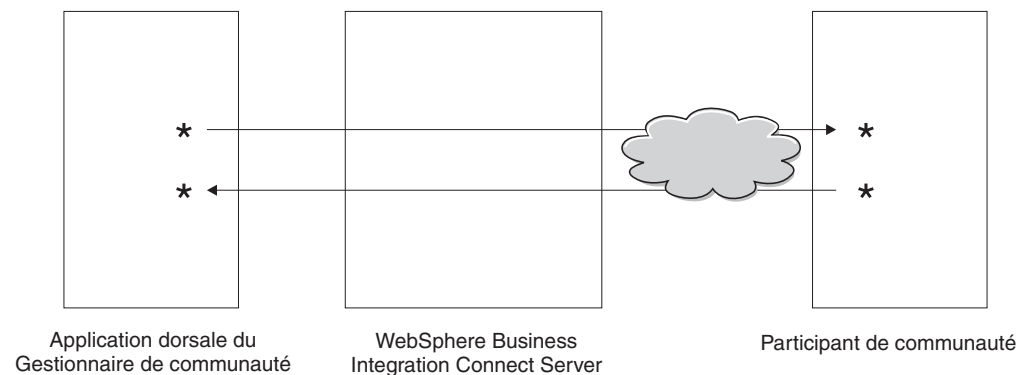 * *
* *
Application dorsale du
Gestionnaire de communauté
WebSphere Business
Integration Connect Server
Participant de communauté